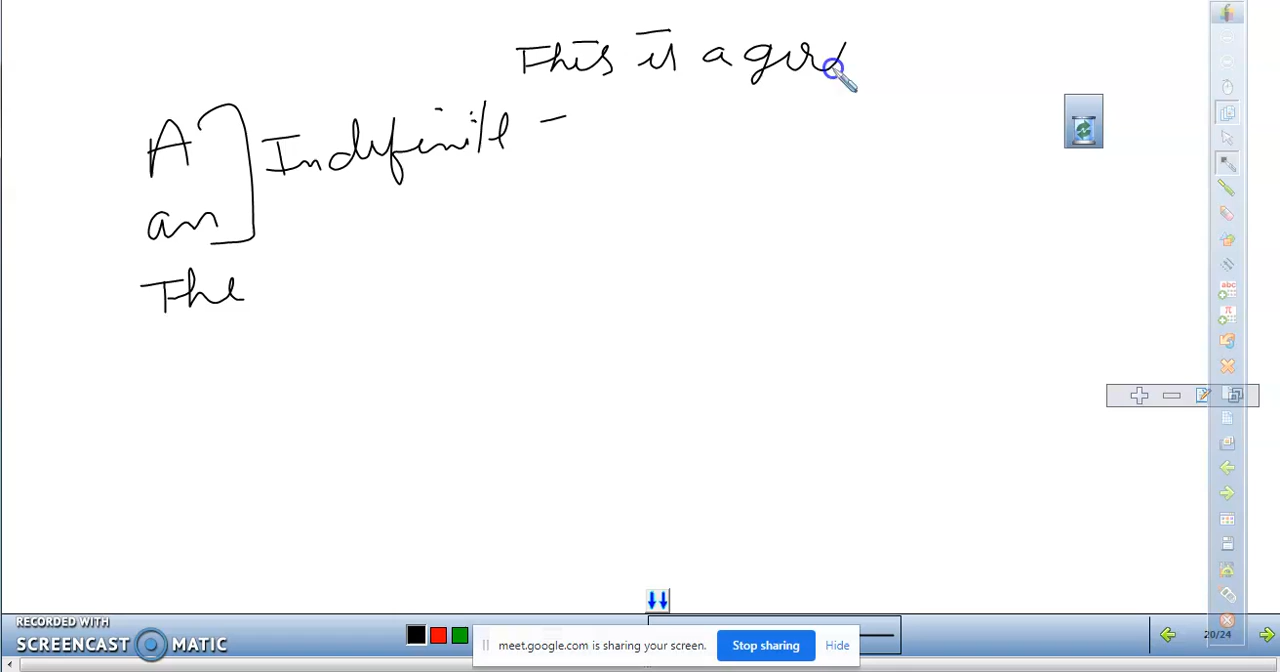 This is a girl
A
Indefinite -
an
The
abc
π
RECORDED WITH
SCREENCAST MATIC
meet.google.com is sharing your screen.
Stop sharing
Hide
20/24